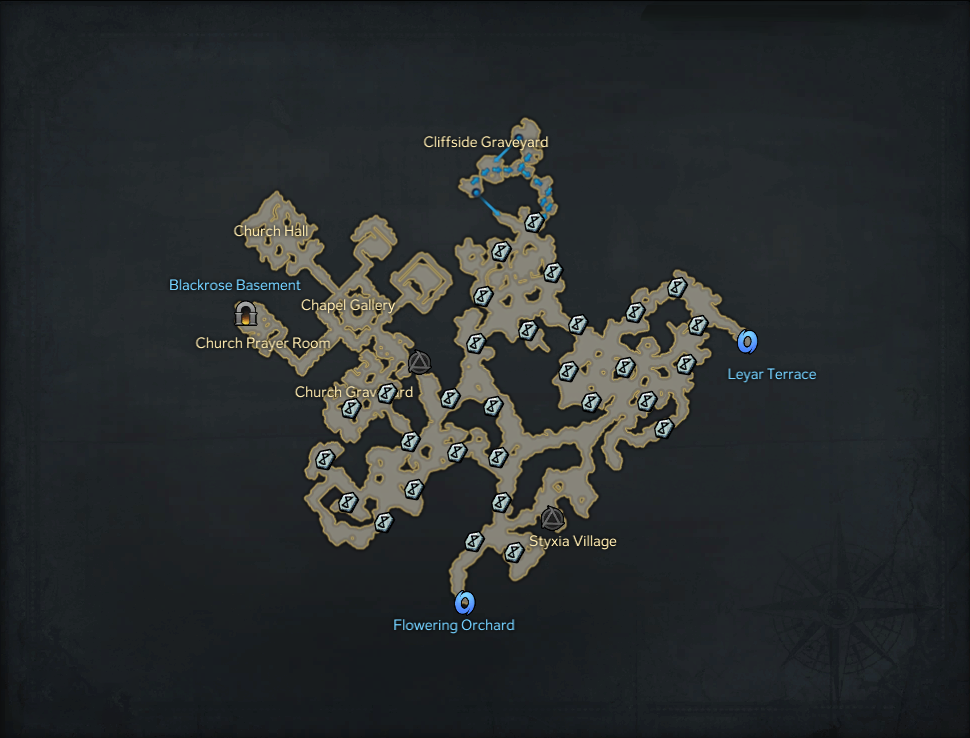 Cliffside Graveyard
Church Hall
Blackrose Basement
Chapel Gallery
Church Prayer Room
Leyar Terrace
Church Graveyard
Styxia Village
Flowering Orchard